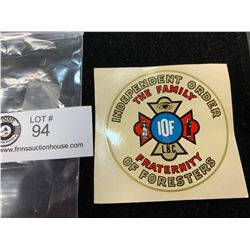 LOT #
94
www.finnsauctionhouse.com
INDEPENDENT ORDER
THE FAMILY
IOF
L.B.C
FRATERNITY
OF FORESTERS